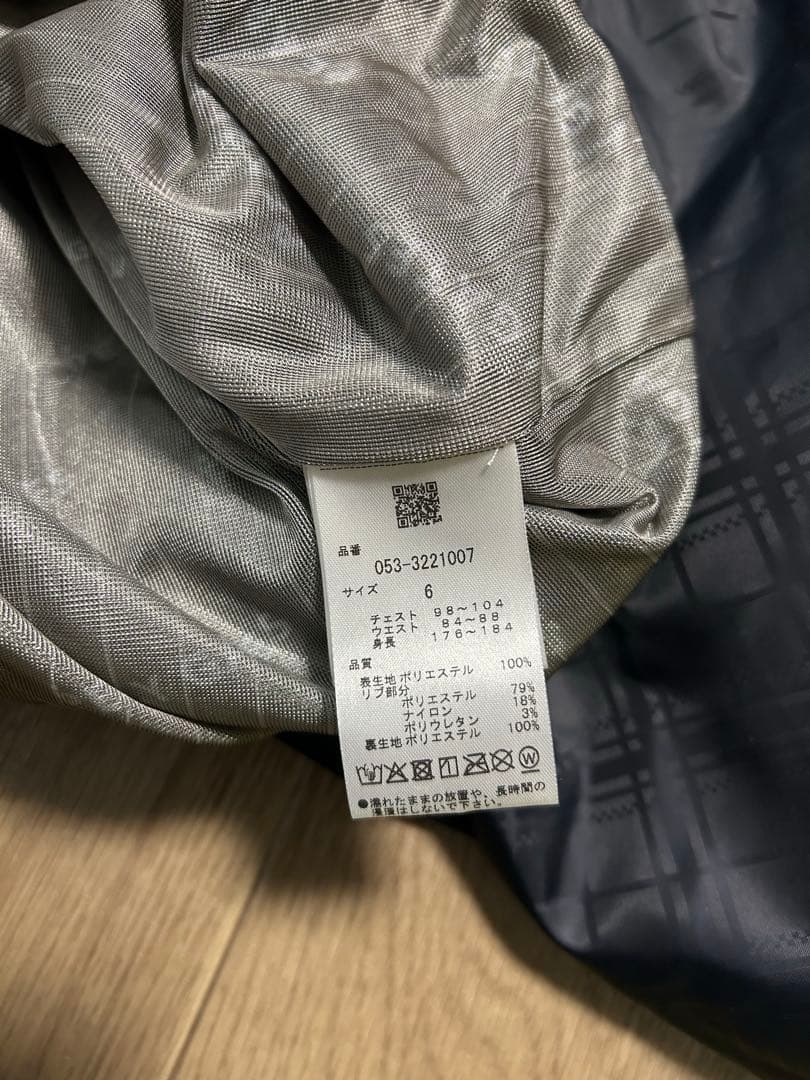 品番
053-3221007
サイズ 6
チェスト 98～104
ウエスト 84～88
身長 176～184
品質
表生地 ポリエステル 100%
リブ部分
ポリエステル 79%
ナイロン 18%
ポリウレタン 3%
裏生地 ポリエステル 100%
W
●濡れたままの放置や、長時間の
浸漬はしないで下さい。